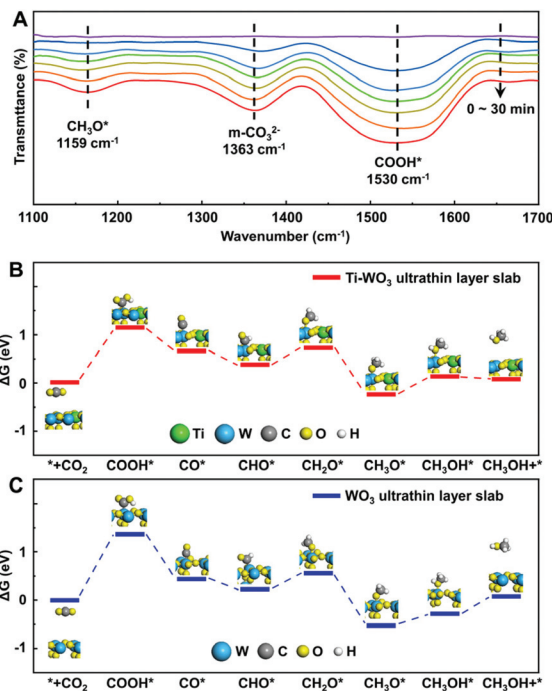 A
Transmittance (%)
CH₃O*
1159 cm⁻¹
m-CO₃²⁻
1363 cm⁻¹
COOH*
1530 cm⁻¹
0 ~ 30 min
1100 1200 1300 1400 1500 1600 1700
Wavenumber (cm⁻¹)
B
Ti-WO₃ ultrathin layer slab
ΔG (eV)
1
0
-1
Ti W C O H
*+CO₂ COOH* CO* CHO* CH₂O* CH₃O* CH₃OH* CH₃OH+*
C
WO₃ ultrathin layer slab
ΔG (eV)
1
0
-1
W C O H
*+CO₂ COOH* CO* CHO* CH₂O* CH₃O* CH₃OH* CH₃OH+*